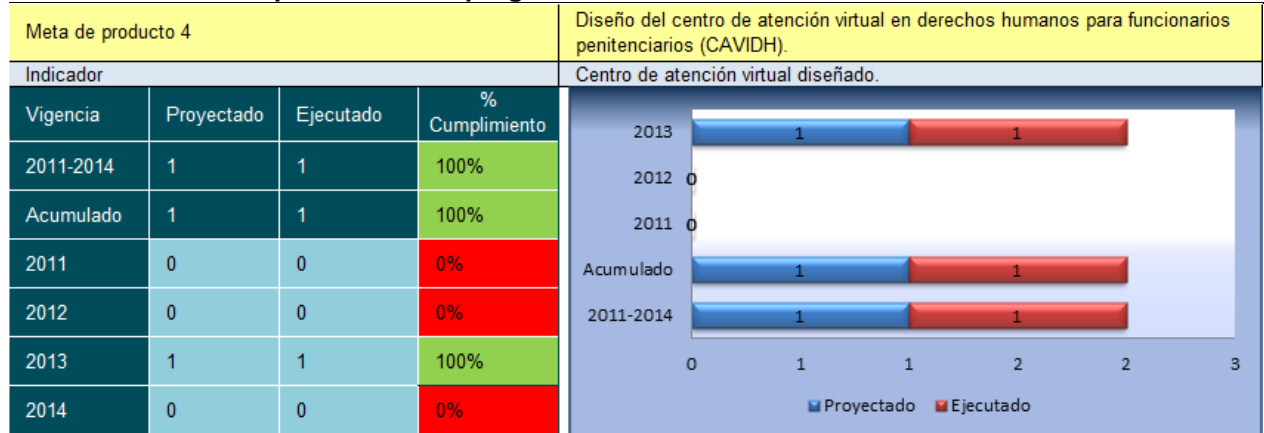 Meta de producto 4
Diseño del centro de atención virtual en derechos humanos para funcionarios
penitenciarios (CAVIDH).
Indicador
Centro de atención virtual diseñado.
Vigencia Proyectado Ejecutado % Cumplimiento
2011-2014 1 1 100%
Acumulado 1 1 100%
2011 0 0 0%
2012 0 0 0%
2013 1 1 100%
2014 0 0 0%
2013 1 1
2012 0
2011 0
Acumulado 1 1
2011-2014 1 1
0 1 1 2 2 3
Proyectado Ejecutado